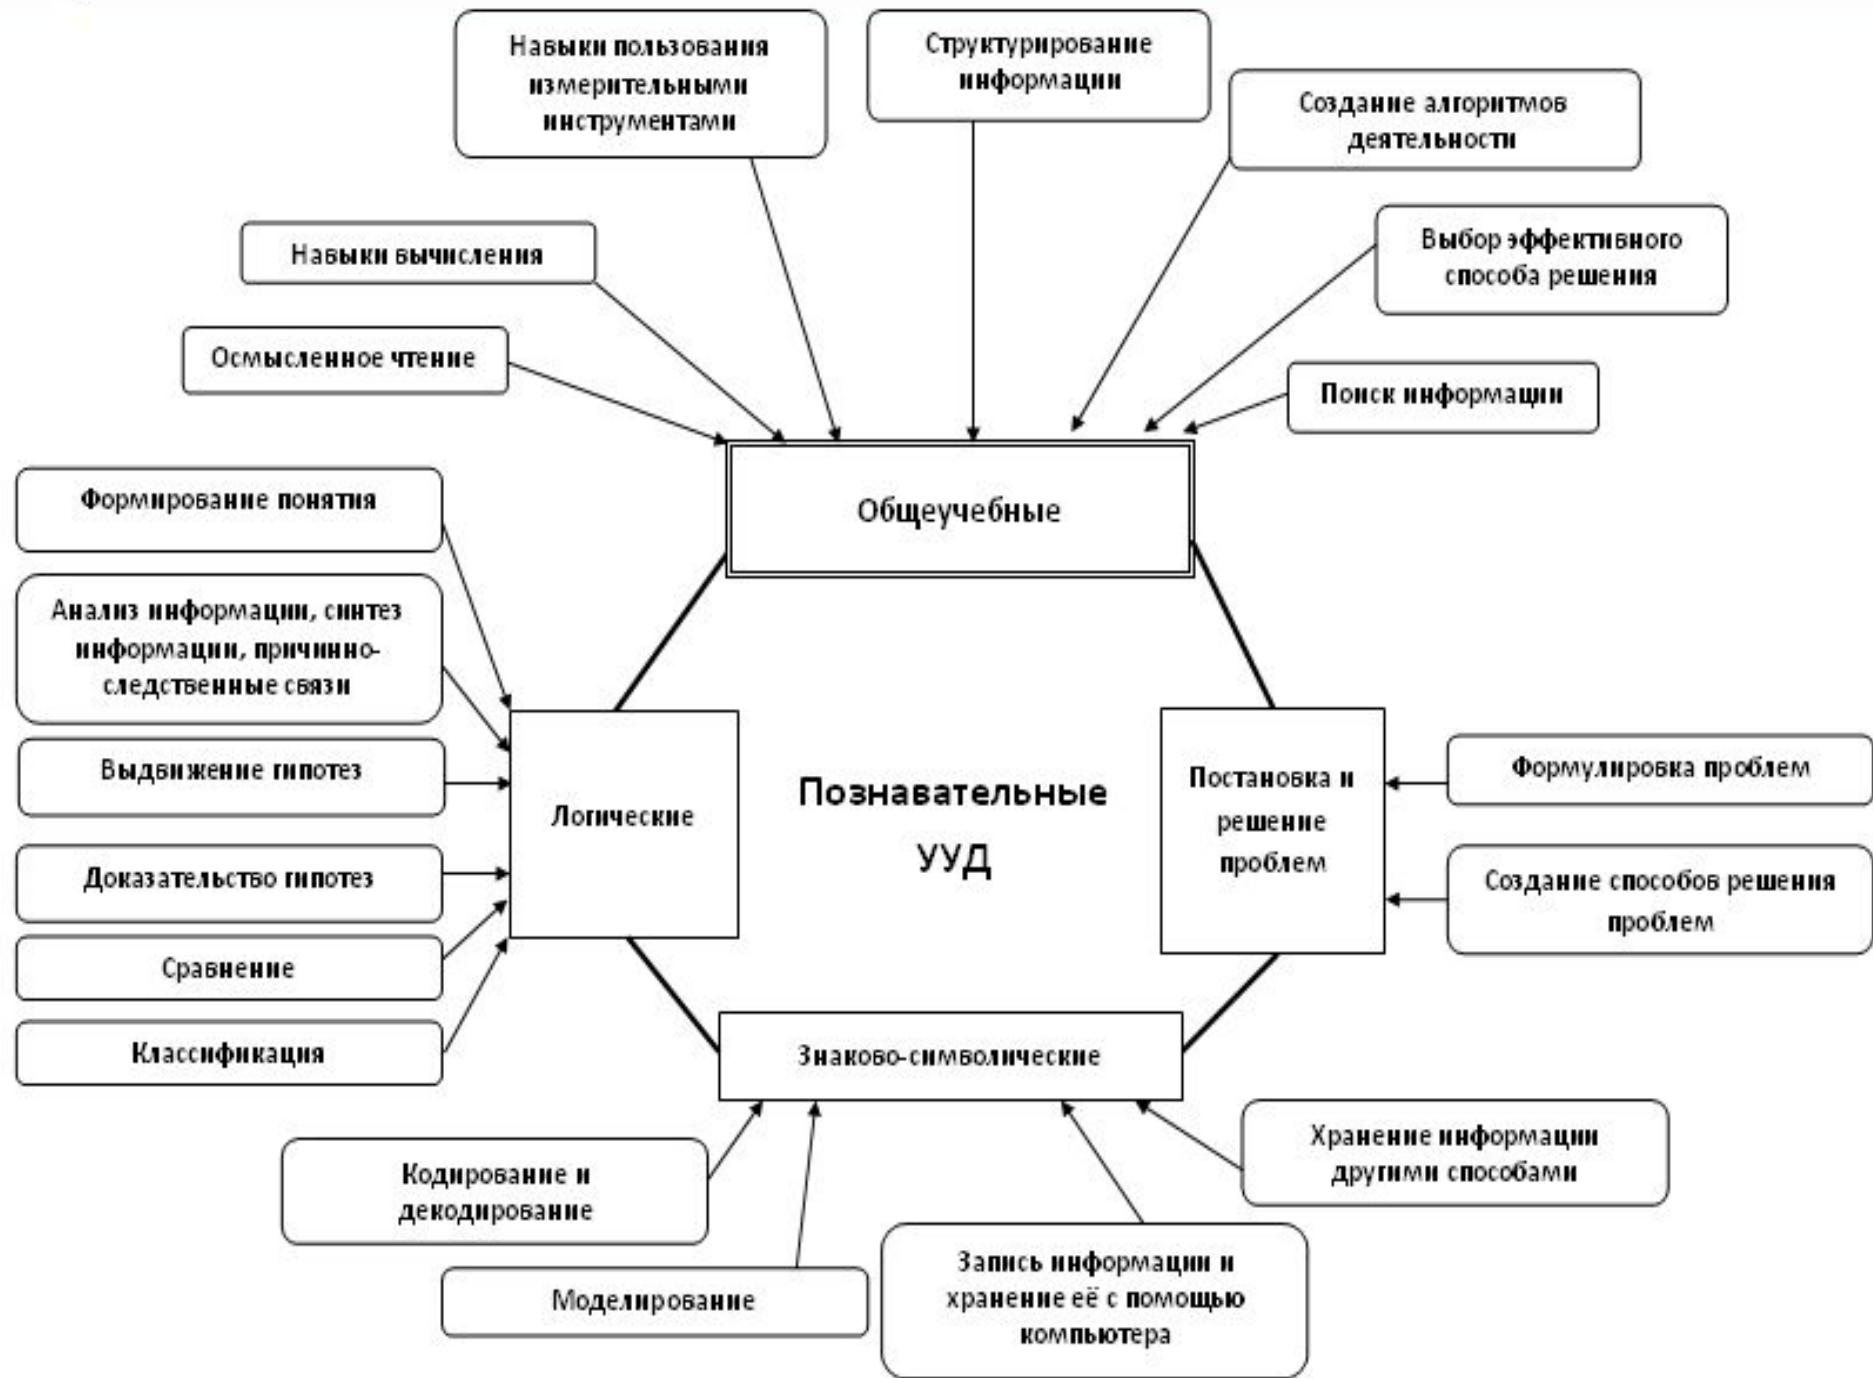 Навыки пользования
измерительными
инструментами
Структурирование
информации
Создание алгоритмов
деятельности
Навыки вычисления
Выбор эффективного
способа решения
Осмысленное чтение
Поиск информации
Общеучебные
Формирование понятия
Анализ информации, синтез
информации, причинно-
следственные связи
Выдвижение гипотез
Доказательство гипотез
Сравнение
Классификация
Логические
Познавательные
УУД
Постановка и
решение
проблем
Формулировка проблем
Создание способов решения
проблем
Знаково-символические
Кодирование и
декодирование
Моделирование
Запись информации и
хранение её с помощью
компьютера
Хранение информации
другими способами